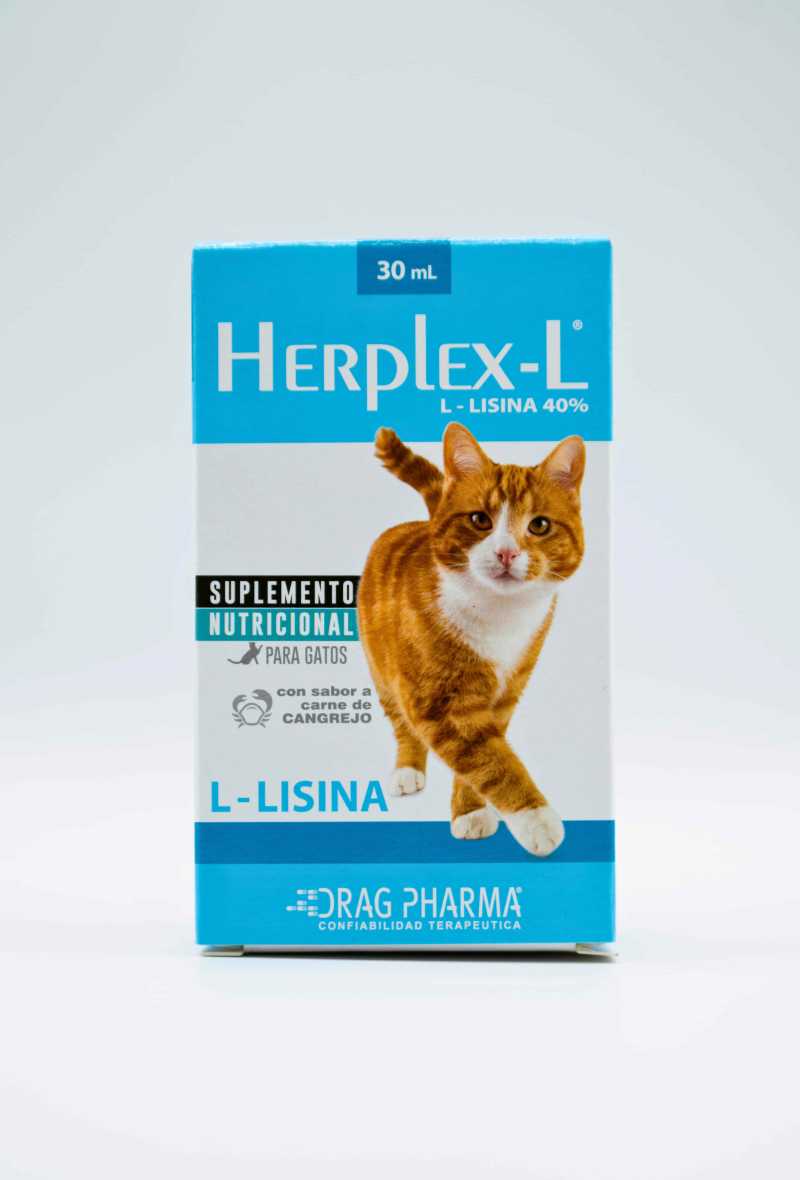 30 mL
HERPLEX-L®
L - LISINA 40%
SUPLEMENTO
NUTRICIONAL
PARA GATOS
con sabor a
carne de
CANGREJO
L - LISINA
DRAG PHARMA®
CONFIABILIDAD TERAPEUTICA